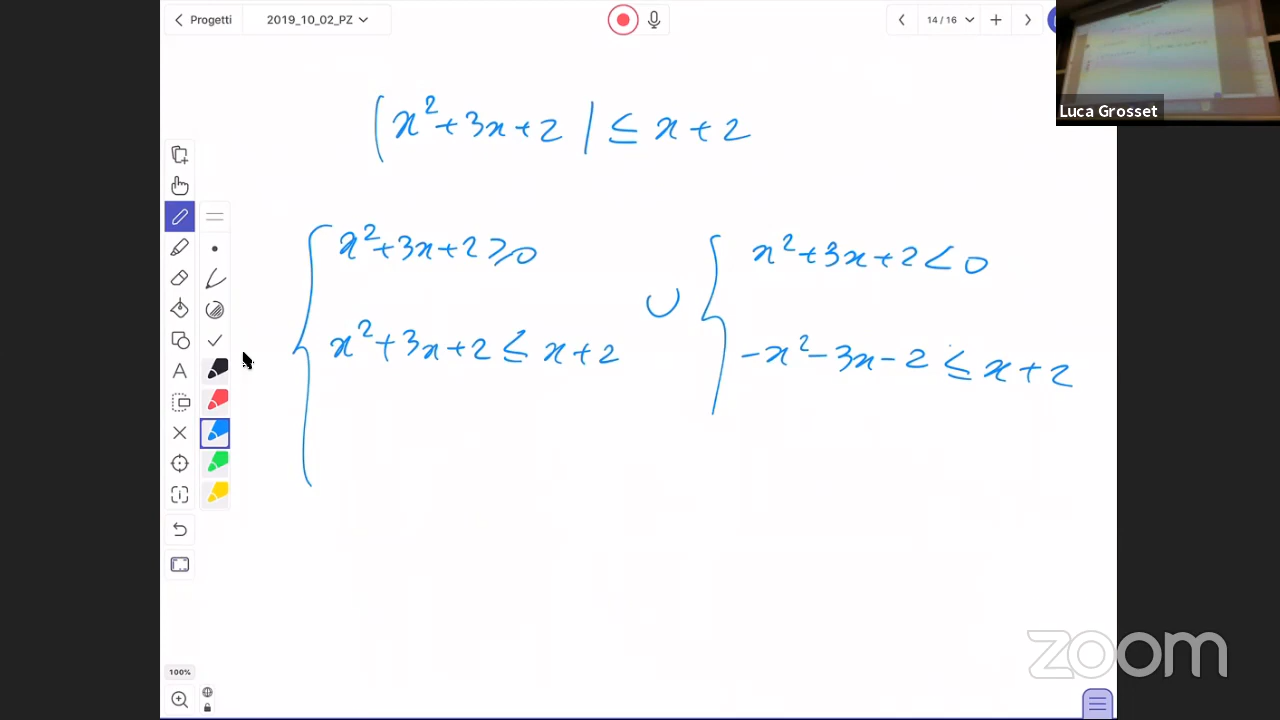 Progetti 2019_10_02_PZ 14 / 16
Luca Grosset
|x²+3x+2| ≤ x+2
x²+3x+2≥0 ∪ x²+3x+2<0
x²+3x+2 ≤ x+2 -x²-3x-2 ≤ x+2
A
100%
zoom